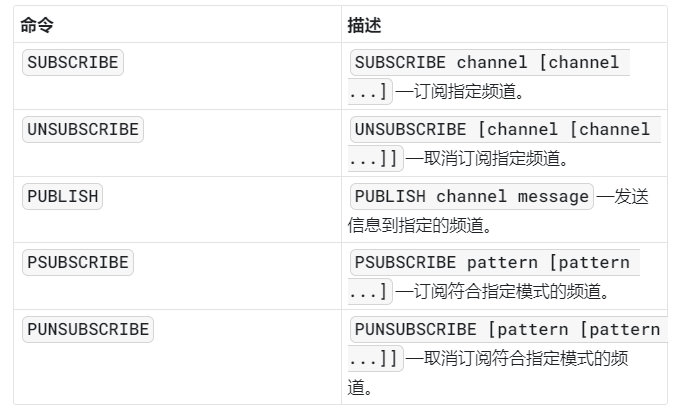 命令 描述
SUBSCRIBE SUBSCRIBE channel [channel
...] —订阅指定频道。
UNSUBSCRIBE UNSUBSCRIBE [channel [channel
...]] —取消订阅指定频道。
PUBLISH PUBLISH channel message —发送
信息到指定的频道。
PSUBSCRIBE PSUBSCRIBE pattern [pattern
...] —订阅符合指定模式的频道。
PUNSUBSCRIBE PUNSUBSCRIBE [pattern [pattern
...]] —取消订阅符合指定模式的频
道。